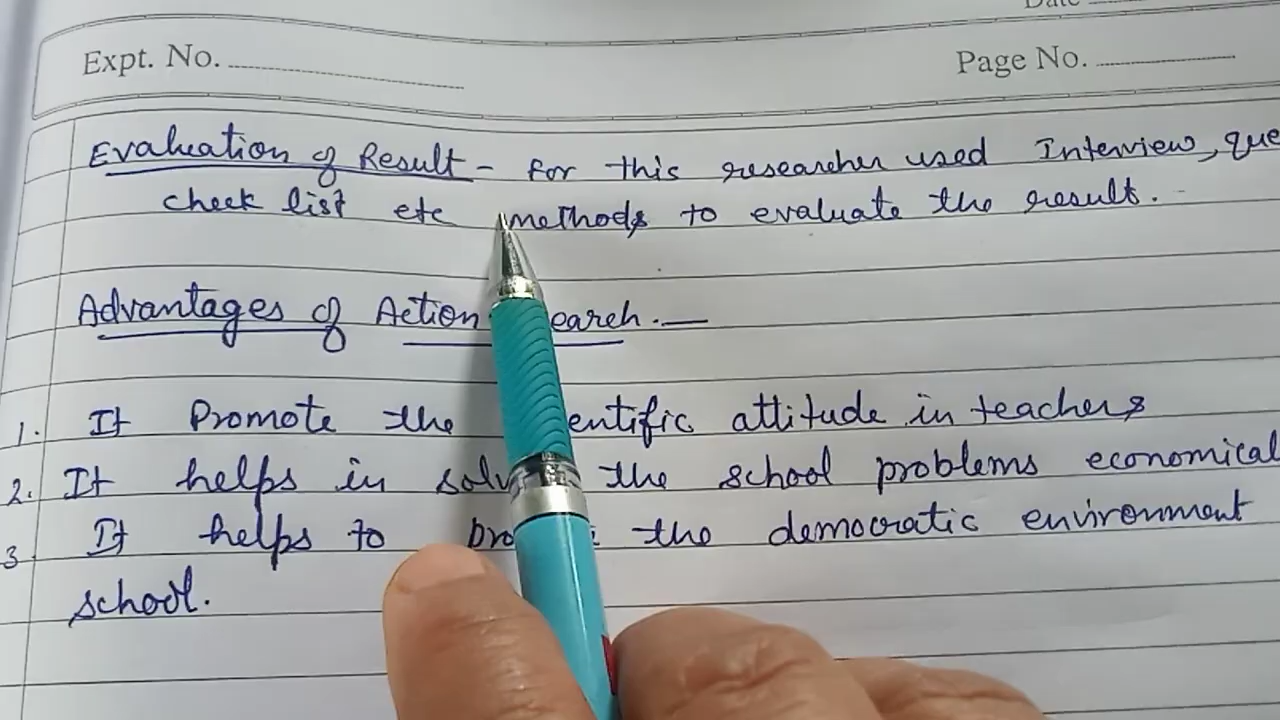 Expt. No.
Page No.
Evaluation of Result - for this researcher used Interview,
check list etc methods to evaluate the result.
Advantages of Action
1. It Promote the attitude in teachers
2. It helps in the school problems
3 It helps to the democratic environment
school.